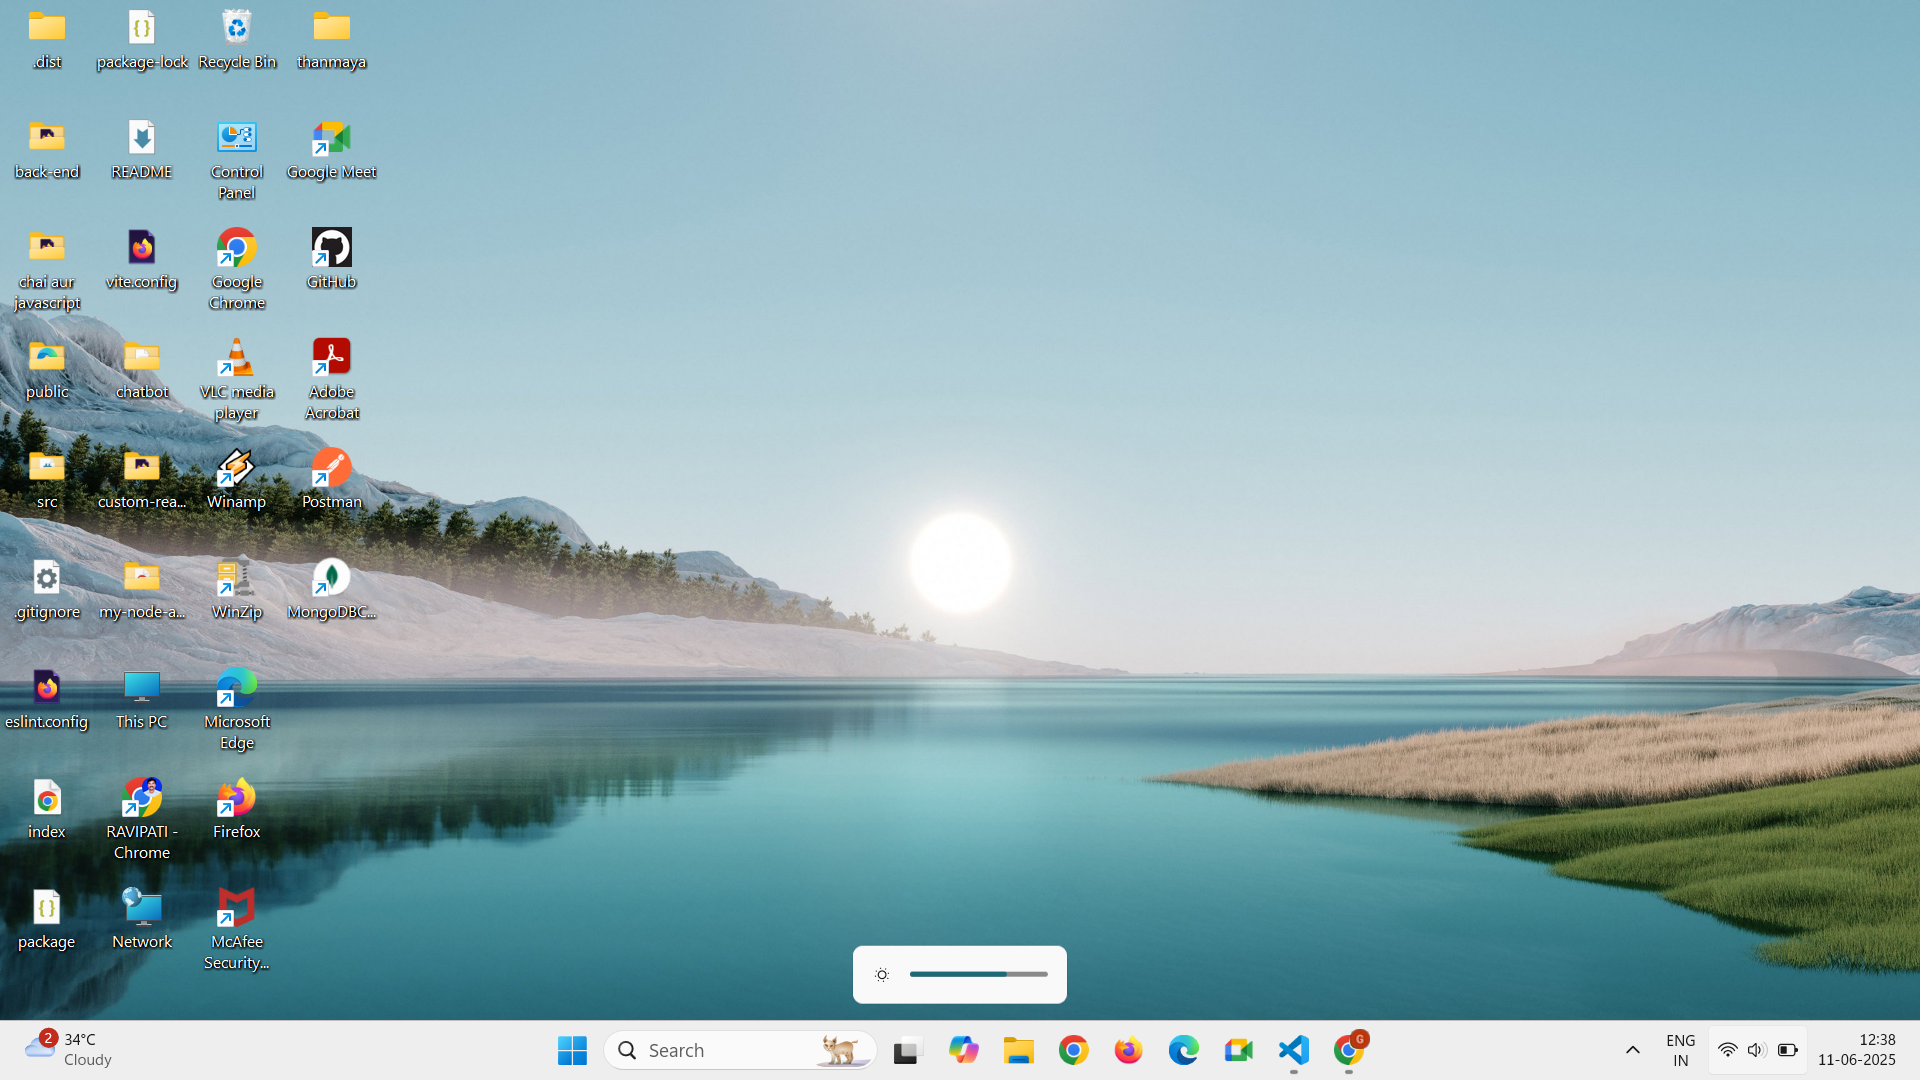 .dist
package-lock
Recycle Bin
thanmaya
back-end
README
Control
Panel
Google Meet
chai aur
javascript
vite.config
Google
Chrome
GitHub
public
chatbot
VLC media
player
Adobe
Acrobat
src
custom-rea...
Winamp
Postman
.gitignore
my-node-a...
WinZip
MongoDBC...
eslint.config
This PC
Microsoft
Edge
index
RAVIPATI -
Chrome
Firefox
package
Network
McAfee
Security...
2
34°C
Cloudy
Search
G
ENG
IN
12:38
11-06-2025